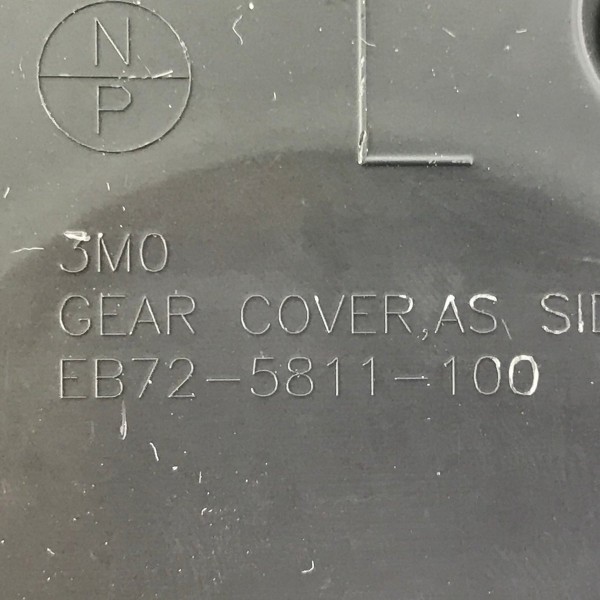 N
P
L
3M0
GEAR COVER,AS, SID
EB72-5811-100